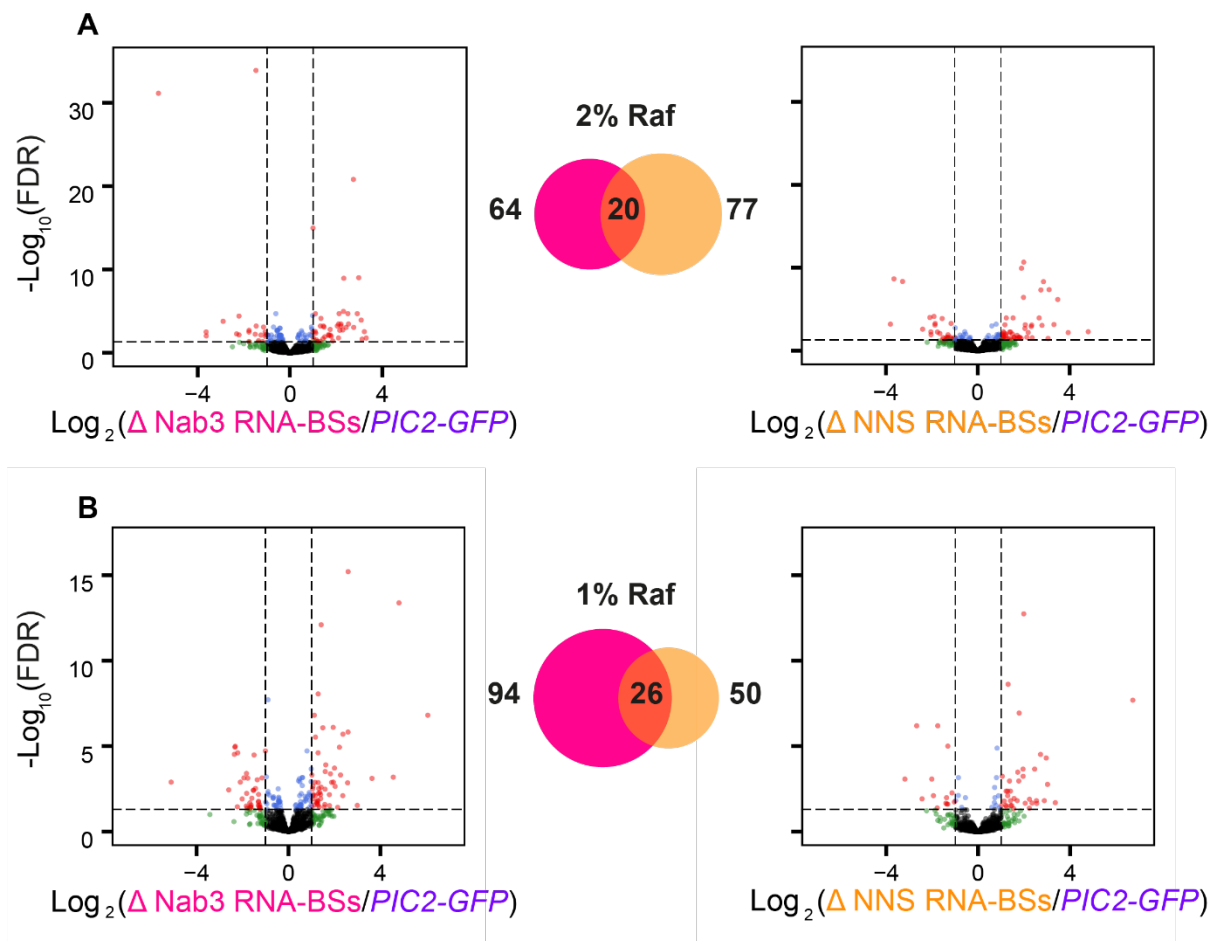 A
-Log10(FDR)
30
20
10
0
−4 0 4
Log2(Δ Nab3 RNA-BSs/PIC2-GFP)
2% Raf
64 20 77
−4 0 4
Log2(Δ NNS RNA-BSs/PIC2-GFP)
B
-Log10(FDR)
15
10
5
0
−4 0 4
Log2(Δ Nab3 RNA-BSs/PIC2-GFP)
1% Raf
94 26 50
−4 0 4
Log2(Δ NNS RNA-BSs/PIC2-GFP)